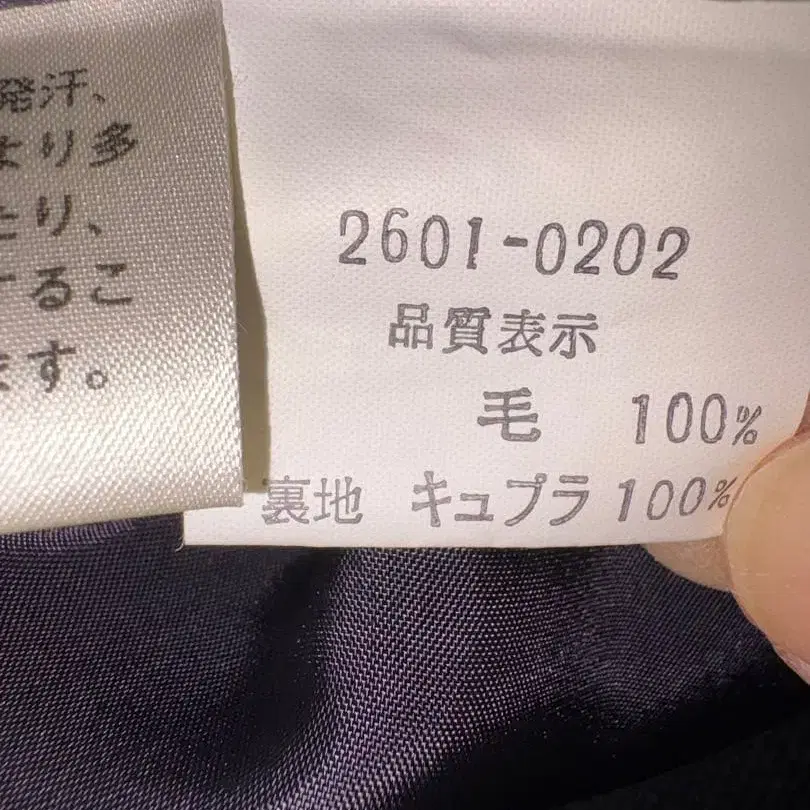 発汗、
より多
たり、
するこ
ます。
2601-0202
品質表示
毛 100%
裏地 キュプラ 100%